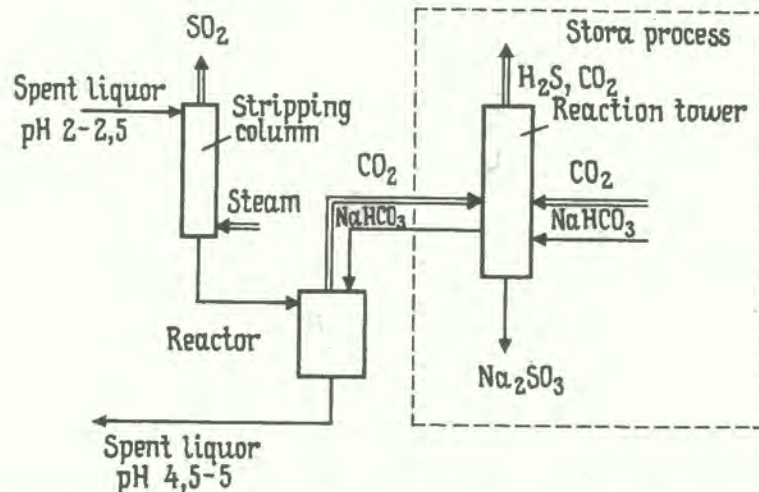 SO₂
Stora process
H₂S, CO₂
Spent liquor
pH 2-2,5
Stripping
column
Reaction tower
CO₂
CO₂
Steam
NaHCO₃
NaHCO₃
Reactor
Na₂SO₃
Spent liquor
pH 4,5-5